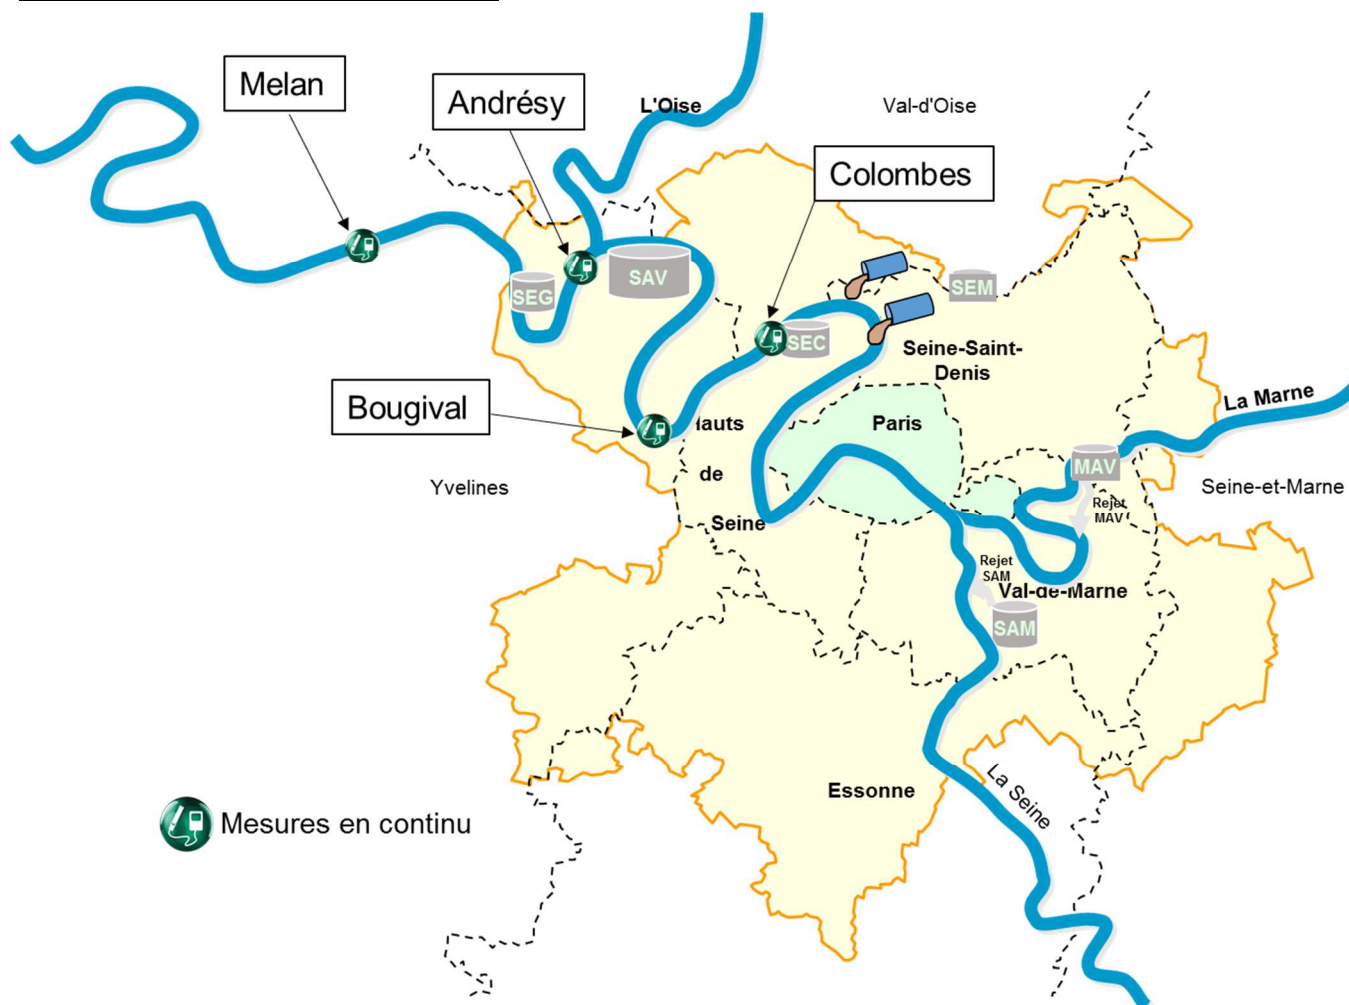 Melan
Andrésy
L'Oise
Val-d'Oise
Colombes
SAV
SEG
SEM
SEC
Seine-Saint-
Denis
Bougival
La Marne
Paris
MAV
Yvelines
Seine-et-Marne
Rejet
MAV
de
Seine
Rejet
SAM
Val-de-Marne
SAM
Essonne
La Seine
Mesures en continu